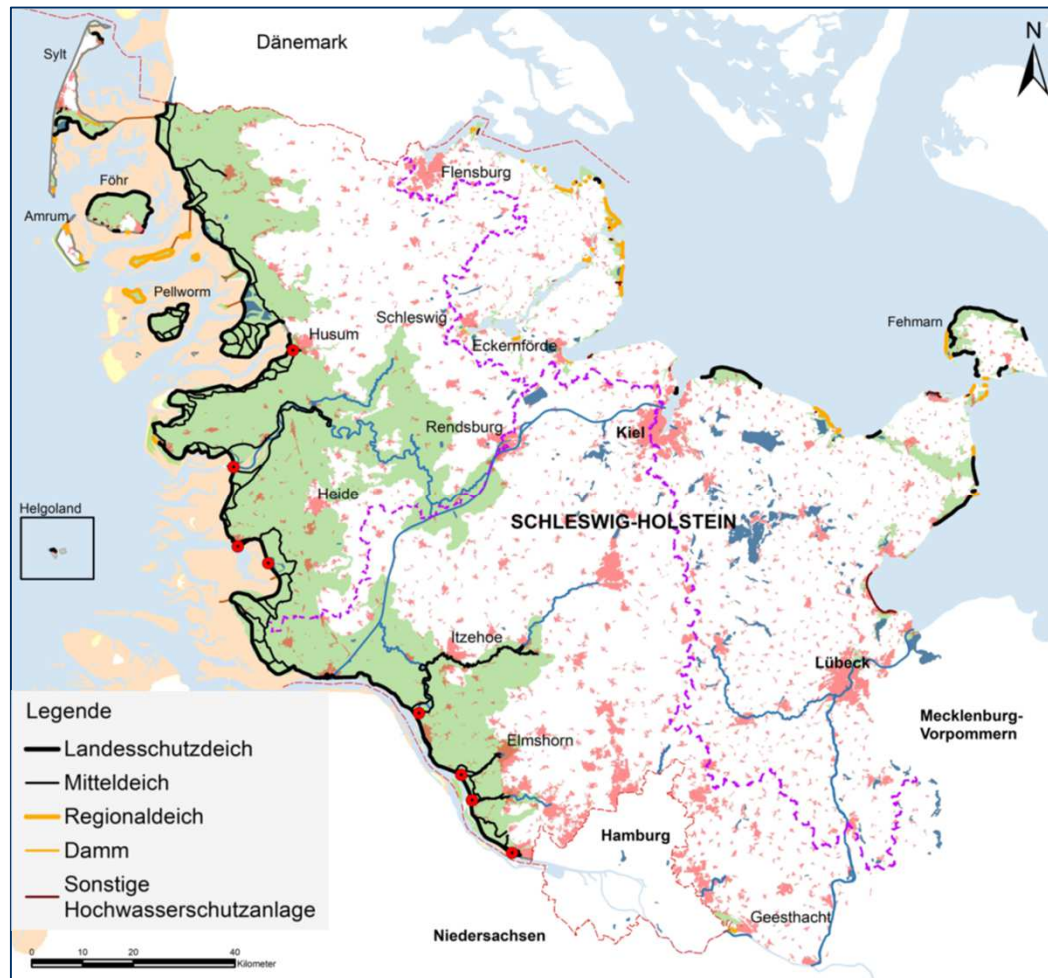 Dänemark
N
Sylt
Flensburg
Föhr
Amrum
Pellworm
Schleswig
Husum
Eckernförde
Fehmarn
Rendsburg
Kiel
Heide
Helgoland
SCHLESWIG-HOLSTEIN
Itzehoe
Lübeck
Mecklenburg-
Vorpommern
Elmshorn
Hamburg
Geesthacht
Niedersachsen
Legende
Landesschutzdeich
Mitteldeich
Regionaldeich
Damm
Sonstige
Hochwasserschutzanlage
0 10 20 40
Kilometer